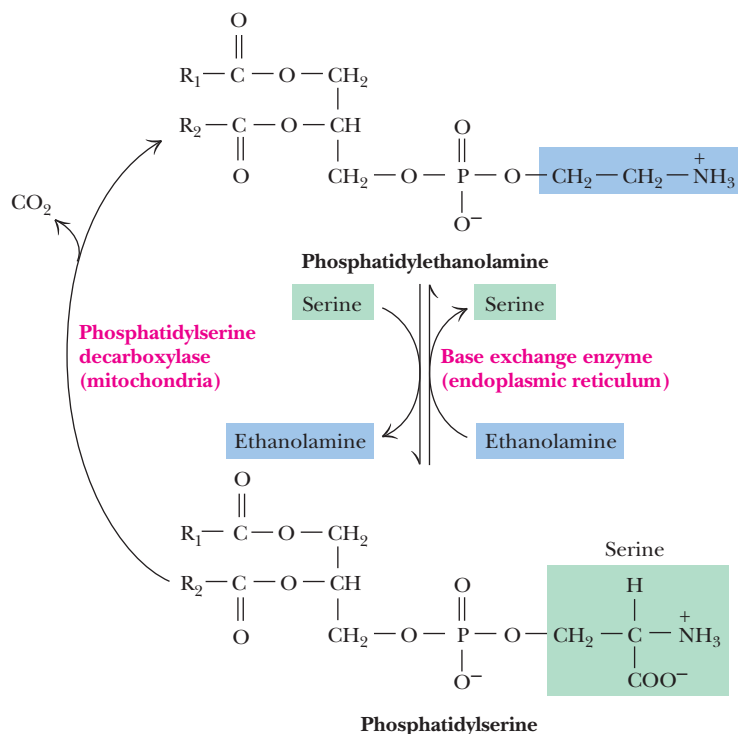 O
R₁—C—O—CH₂
R₂—C—O—CH
O
O
CH₂—O—P—O—CH₂—CH₂—NH₃
+
O⁻
CO₂
Phosphatidylethanolamine
Serine
Serine
Phosphatidylserine
decarboxylase
(mitochondria)
Base exchange enzyme
(endoplasmic reticulum)
Ethanolamine
Ethanolamine
O
R₁—C—O—CH₂
R₂—C—O—CH
O
Serine
O
H
CH₂—O—P—O—CH₂—C—NH₃
+
O⁻
COO⁻
Phosphatidylserine